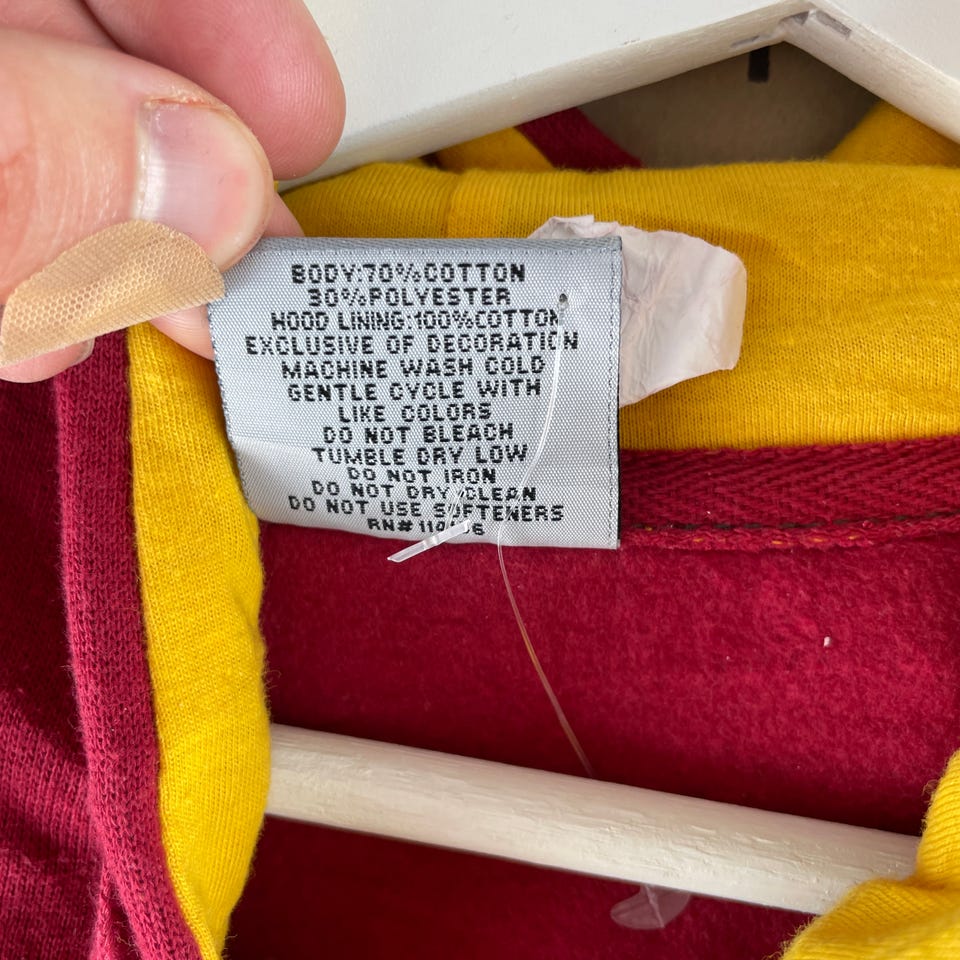 BODY:70%COTTON
30%POLYESTER
HOOD LINING:100%COTTON
EXCLUSIVE OF DECORATION
MACHINE WASH COLD
GENTLE CYCLE WITH
LIKE COLORS
DO NOT BLEACH
TUMBLE DRY LOW
DO NOT IRON
DO NOT DRY CLEAN
DO NOT USE SOFTENERS
RN#